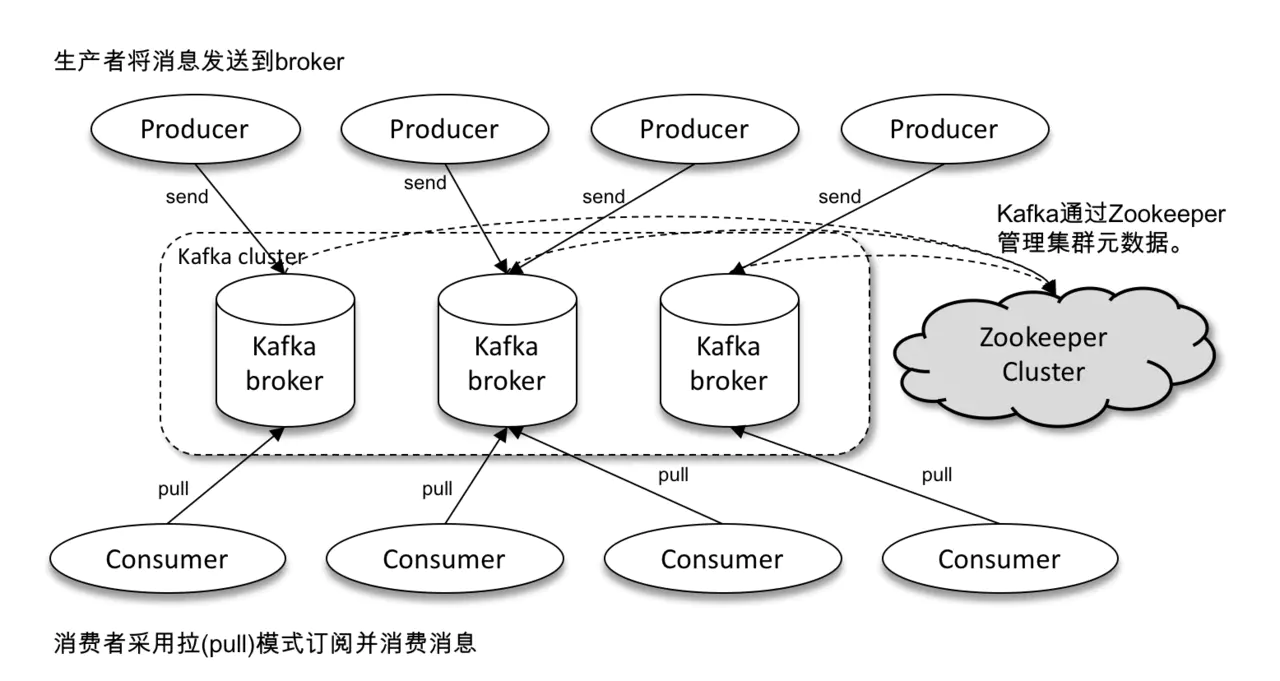 生产者将消息发送到broker
Producer
Producer
Producer
Producer
send
send
send
send
Kafka通过Zookeeper
管理集群元数据。
Kafka cluster
Kafka
broker
Kafka
broker
Kafka
broker
Zookeeper
Cluster
pull
pull
pull
pull
Consumer
Consumer
Consumer
Consumer
消费者采用拉(pull)模式订阅并消费消息